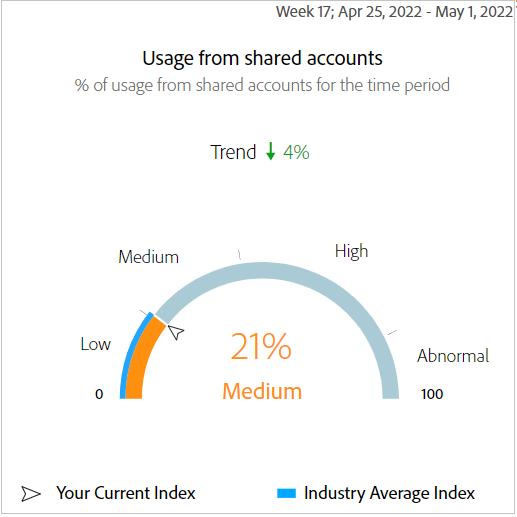 Week 17; Apr 25, 2022 - May 1, 2022
Usage from shared accounts
% of usage from shared accounts for the time period
Trend ↓ 4%
Medium
High
Low
21%
Abnormal
0
Medium
100
Your Current Index
Industry Average Index